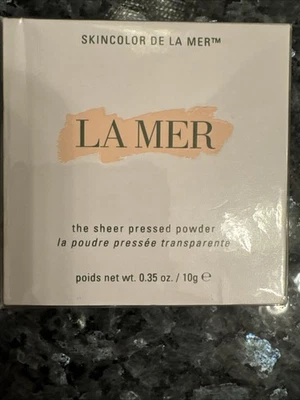 SKINCOLOR DE LA MER™
LA MER
the sheer pressed powder
la poudre pressée transparente
poids net wt. 0.35 oz. / 10g ℮